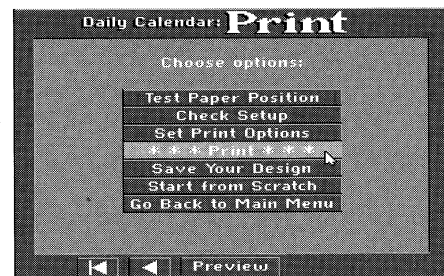 Daily Calendar: Print
Choose options:
Test Paper Position
Check Setup
Set Print Options
* * * Print * * *
Save Your Design
Start from Scratch
Go Back to Main Menu
Preview